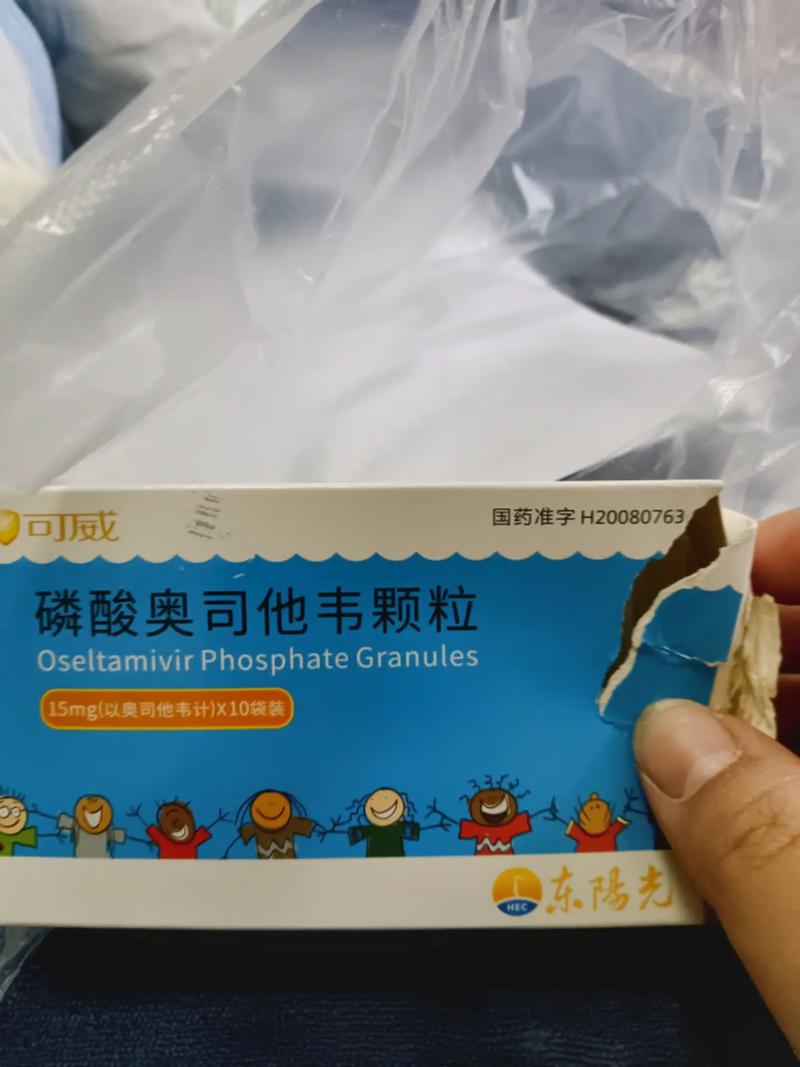 可威
国药准字 H20080763
磷酸奥司他韦颗粒
Oseltamivir Phosphate Granules
15mg(以奥司他韦计)X10袋装
HEC
东陽光